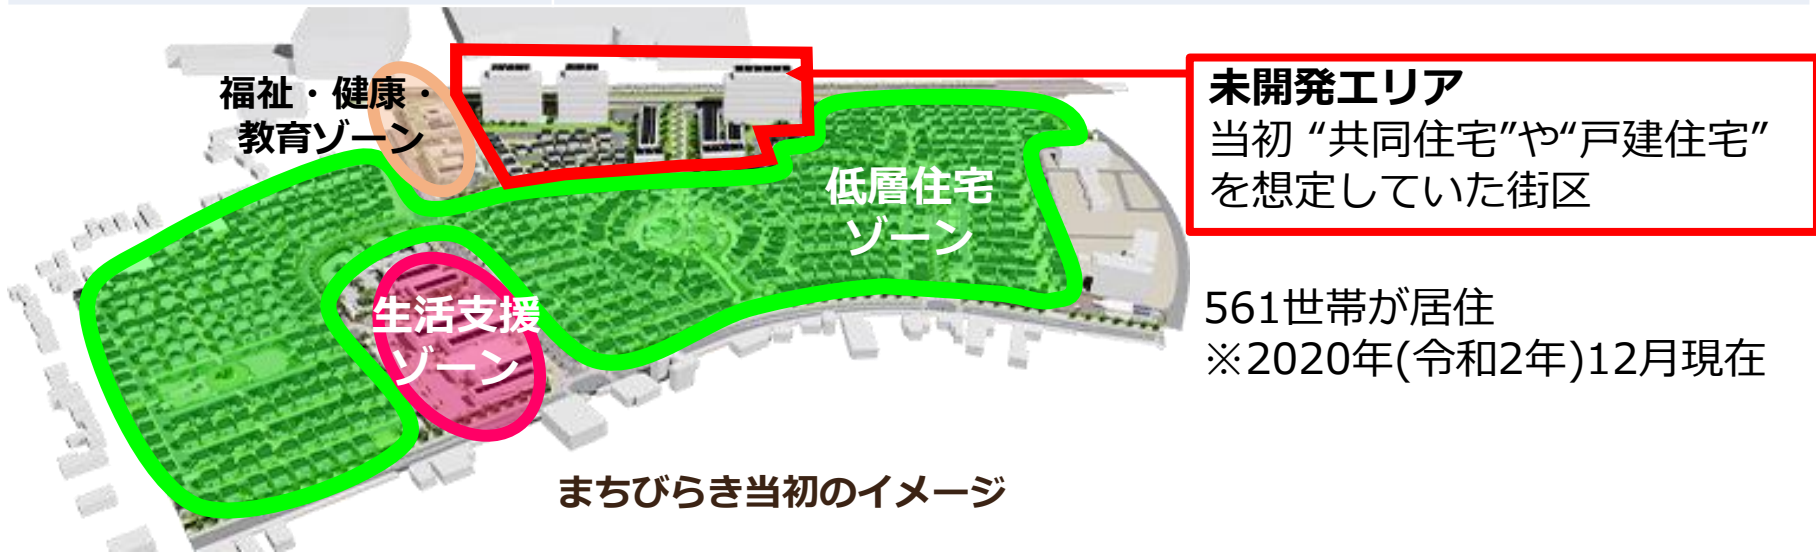 福祉・健康・
教育ゾーン
低層住宅
ゾーン
生活支援
ゾーン
まちびらき当初のイメージ
未開発エリア
当初 “共同住宅”や“戸建住宅”
を想定していた街区
561世帯が居住
※2020年(令和2年)12月現在